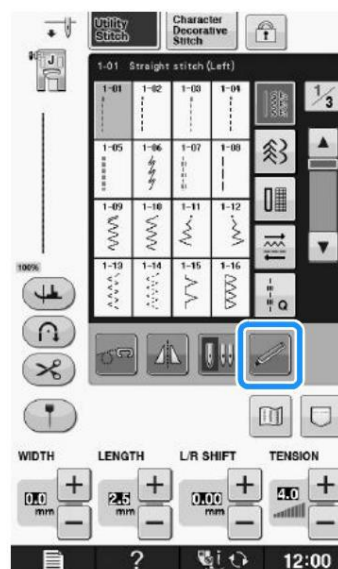 Utility
Stitch
Character
Decorative
Stitch
J
1-01 Straight stitch(Left)
1/3
1-01 1-02 1-03 1-04
1-05 1-06 1-07 1-08
1-09 1-10 1-11 1-12
1-13 1-14 1-15 1-16
Q
100%
WIDTH LENGTH L/R SHIFT TENSION
0.0 mm + − 2.5 mm + − 0.00 mm + − 4.0 + −
? i 12:00